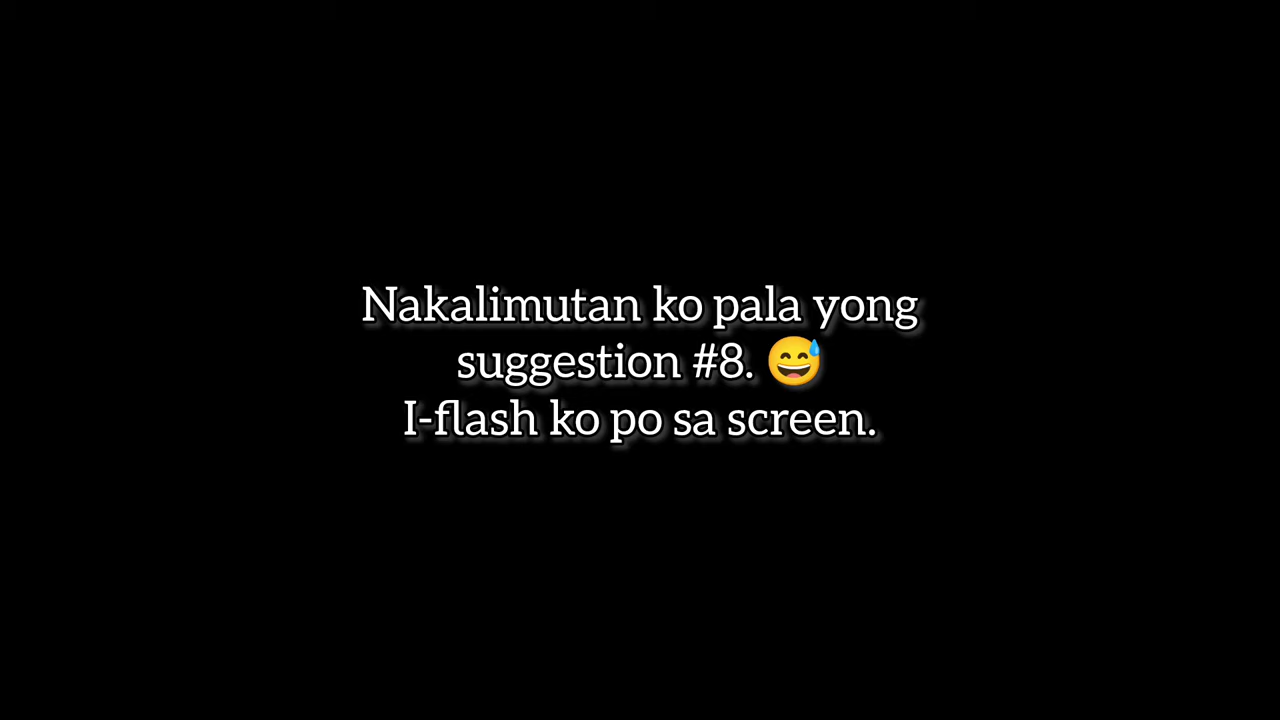 Nakalimutan ko pala yong
suggestion #8. 😅
I-flash ko po sa screen.